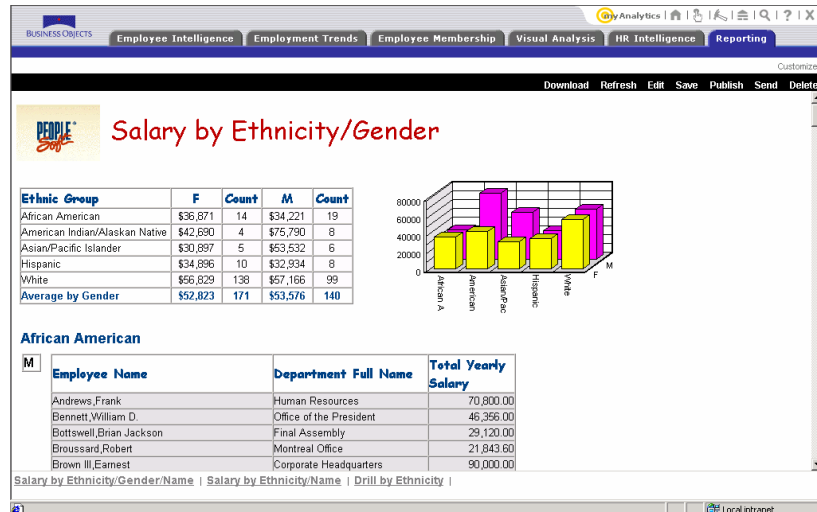 myAnalytics
BUSINESS OBJECTS
Employee Intelligence Employment Trends Employee Membership Visual Analysis HR Intelligence Reporting
Customize
Download Refresh Edit Save Publish Send Delete
PEOPLE Soft
Salary by Ethnicity/Gender
Ethnic Group F Count M Count
African American $36,871 14 $34,221 19
American Indian/Alaskan Native $42,690 4 $75,790 8
Asian/Pacific Islander $30,897 5 $53,532 6
Hispanic $34,896 10 $32,934 8
White $56,829 138 $57,166 99
Average by Gender $52,823 171 $53,576 140
80000
60000
40000
20000
0
African A
American
Asian/Pac
Hispanic
White
F
M
African American
M
Employee Name Department Full Name Total Yearly Salary
Andrews,Frank Human Resources 70,800.00
Bennett,William D. Office of the President 46,356.00
Bottswell,Brian Jackson Final Assembly 29,120.00
Broussard,Robert Montreal Office 21,843.60
Brown III,Earnest Corporate Headquarters 90,000.00
Salary by Ethnicity/Gender/Name | Salary by Ethnicity/Name | Drill by Ethnicity |
Local intranet